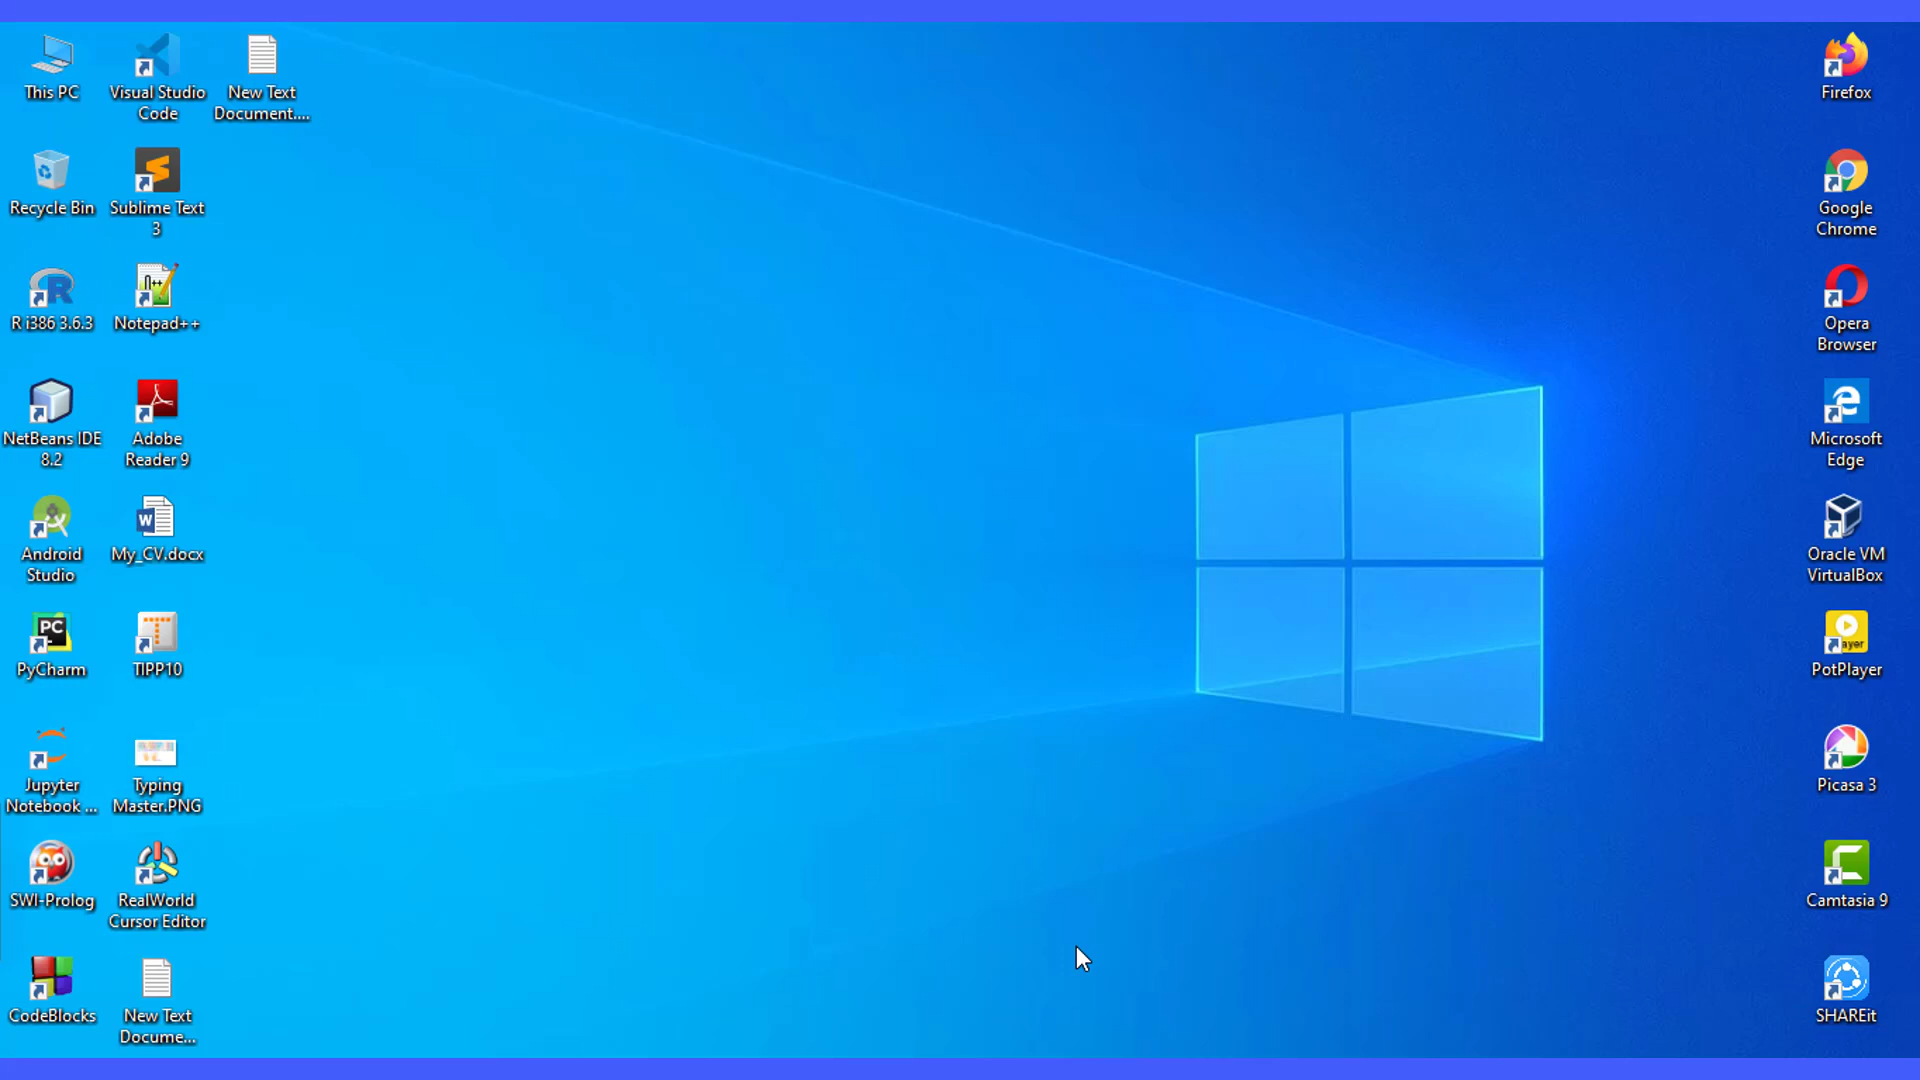 This PC
Visual Studio
Code
New Text
Document....
Recycle Bin
Sublime Text
3
R i386 3.6.3
Notepad++
NetBeans IDE
8.2
Adobe
Reader 9
Android
Studio
My_CV.docx
PC
PyCharm
TIPP10
Jupyter
Notebook ...
Typing
Master.PNG
SWI-Prolog
RealWorld
Cursor Editor
CodeBlocks
New Text
Docume...
Firefox
Google
Chrome
Opera
Browser
Microsoft
Edge
Oracle VM
VirtualBox
PotPlayer
Picasa 3
Camtasia 9
SHAREit